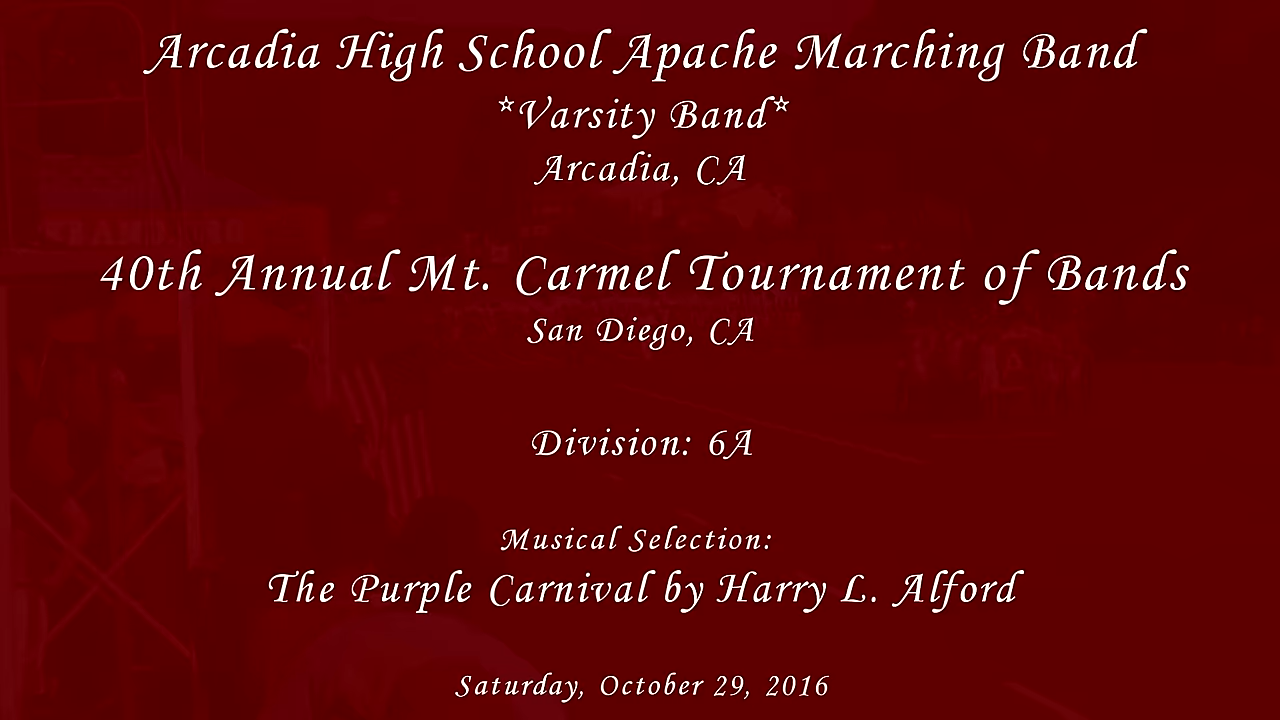 Arcadia High School Apache Marching Band
*Varsity Band*
Arcadia, CA
40th Annual Mt. Carmel Tournament of Bands
San Diego, CA
Division: 6A
Musical Selection:
The Purple Carnival by Harry L. Alford
Saturday, October 29, 2016